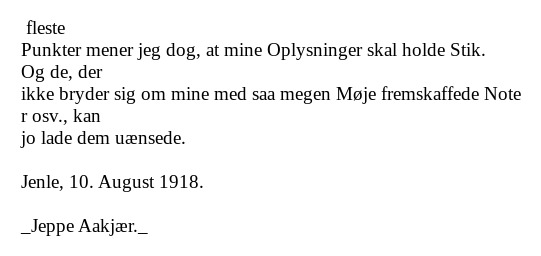 fleste
Punkter mener jeg dog, at mine Oplysninger skal holde Stik.
Og de, der
ikke bryder sig om mine med saa megen Møje fremskaffede Note
r osv., kan
jo lade dem uænsede.

Jenle, 10. August 1918.

_Jeppe Aakjær._